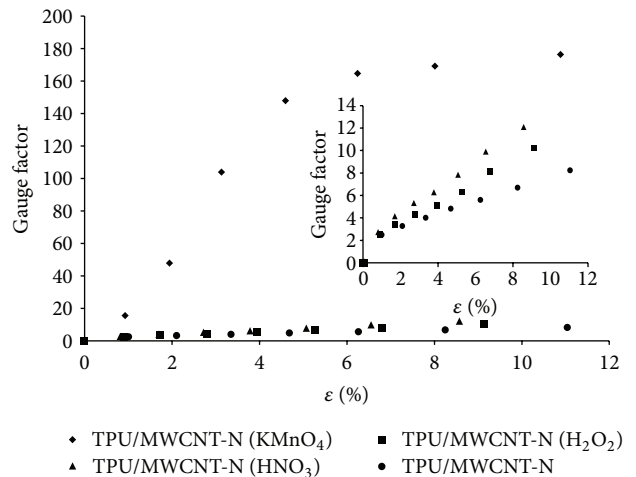 200
180
160
140
120
100
80
60
40
20
0
Gauge factor
0 2 4 6 8 10 12
ε (%)
14
12
10
8
6
4
2
0
Gauge factor
0 2 4 6 8 10 12
ε (%)
TPU/MWCNT-N (KMnO₄)
TPU/MWCNT-N (HNO₃)
TPU/MWCNT-N (H₂O₂)
TPU/MWCNT-N